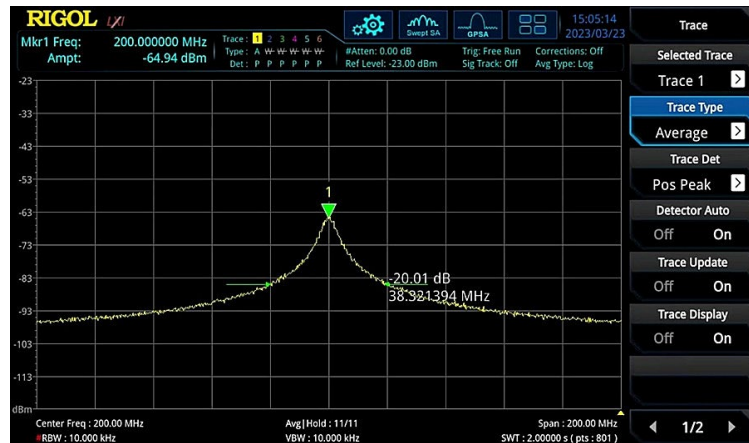 RIGOL LXI
Swept SA
GPSA
15:05:14
2023/03/23
Mkr1 Freq: 200.000000 MHz
Ampt: -64.94 dBm
Trace: 1 2 3 4 5 6
Type: A W W W W W
Det: P P P P P P
#Atten: 0.00 dB
Ref Level: -23.00 dBm
Trig: Free Run
Sig Track: Off
Corrections: Off
Avg Type: Log
-23
-33
-43
-53
-63
-73
-83
-93
-103
-113
dBm
1
-20.01 dB
38.321394 MHz
Center Freq : 200.00 MHz
Avg|Hold : 11/11
Span : 200.00 MHz
#RBW : 10.000 kHz
VBW : 10.000 kHz
SWT : 2.00000 s ( pts : 801 )
Trace
Selected Trace
Trace 1
Trace Type
Average
Trace Det
Pos Peak
Detector Auto
Off On
Trace Update
Off On
Trace Display
Off On
1/2